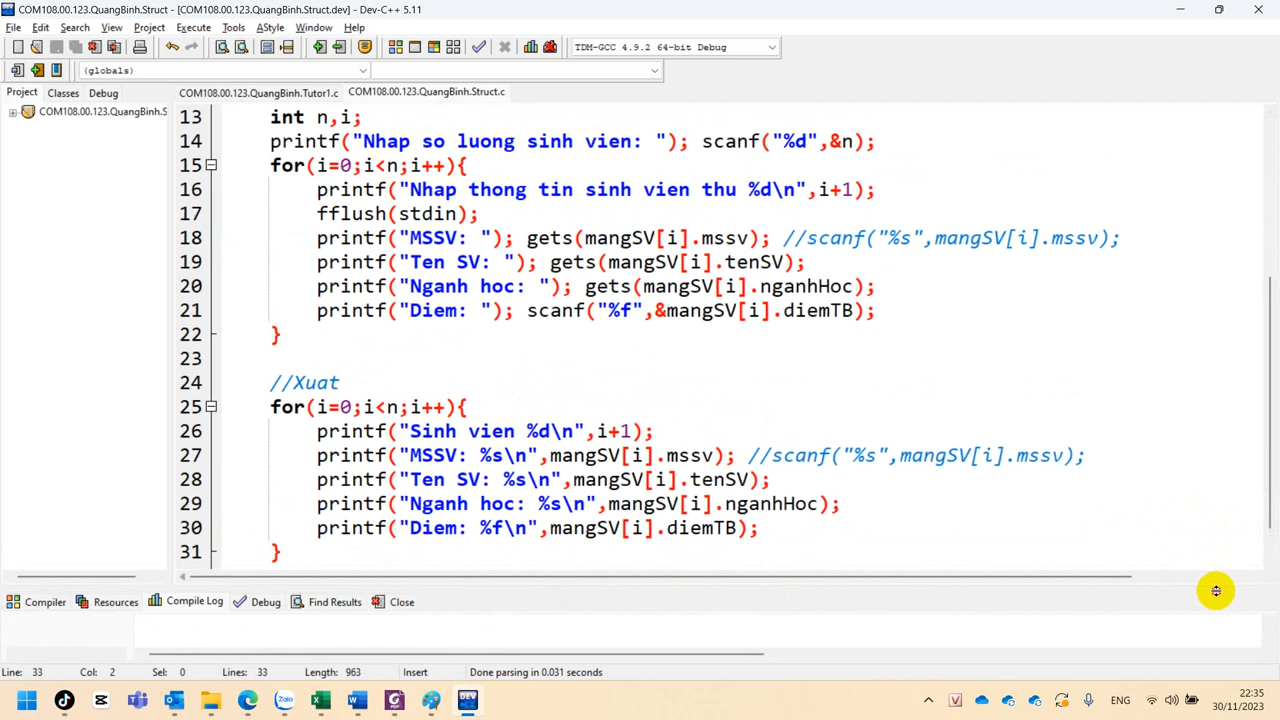 COM108.00.123.QuangBinh.Struct - [COM108.00.123.QuangBinh.Struct.dev] - Dev-C++ 5.11
File Edit Search View Project Execute Tools AStyle Window Help
TDM-GCC 4.9.2 64-bit Debug
(globals)
Project Classes Debug COM108.00.123.QuangBinh.Tutor1.c COM108.00.123.QuangBinh.Struct.c
COM108.00.123.QuangBinh.S
13 int n,i;
14 printf("Nhap so luong sinh vien: "); scanf("%d",&n);
15 for(i=0;i<n;i++){
16 printf("Nhap thong tin sinh vien thu %d\n",i+1);
17 fflush(stdin);
18 printf("MSSV: "); gets(mangSV[i].mssv); //scanf("%s",mangSV[i].mssv);
19 printf("Ten SV: "); gets(mangSV[i].tenSV);
20 printf("Nganh hoc: "); gets(mangSV[i].nganhHoc);
21 printf("Diem: "); scanf("%f",&mangSV[i].diemTB);
22 }
23
24 //Xuat
25 for(i=0;i<n;i++){
26 printf("Sinh vien %d\n",i+1);
27 printf("MSSV: %s\n",mangSV[i].mssv); //scanf("%s",mangSV[i].mssv);
28 printf("Ten SV: %s\n",mangSV[i].tenSV);
29 printf("Nganh hoc: %s\n",mangSV[i].nganhHoc);
30 printf("Diem: %f\n",mangSV[i].diemTB);
31 }
Compiler Resources Compile Log Debug Find Results Close
Line: 33 Col: 2 Sel: 0 Lines: 33 Length: 963 Insert Done parsing in 0.031 seconds
Zalo DEV ENG 22:35
30/11/2023